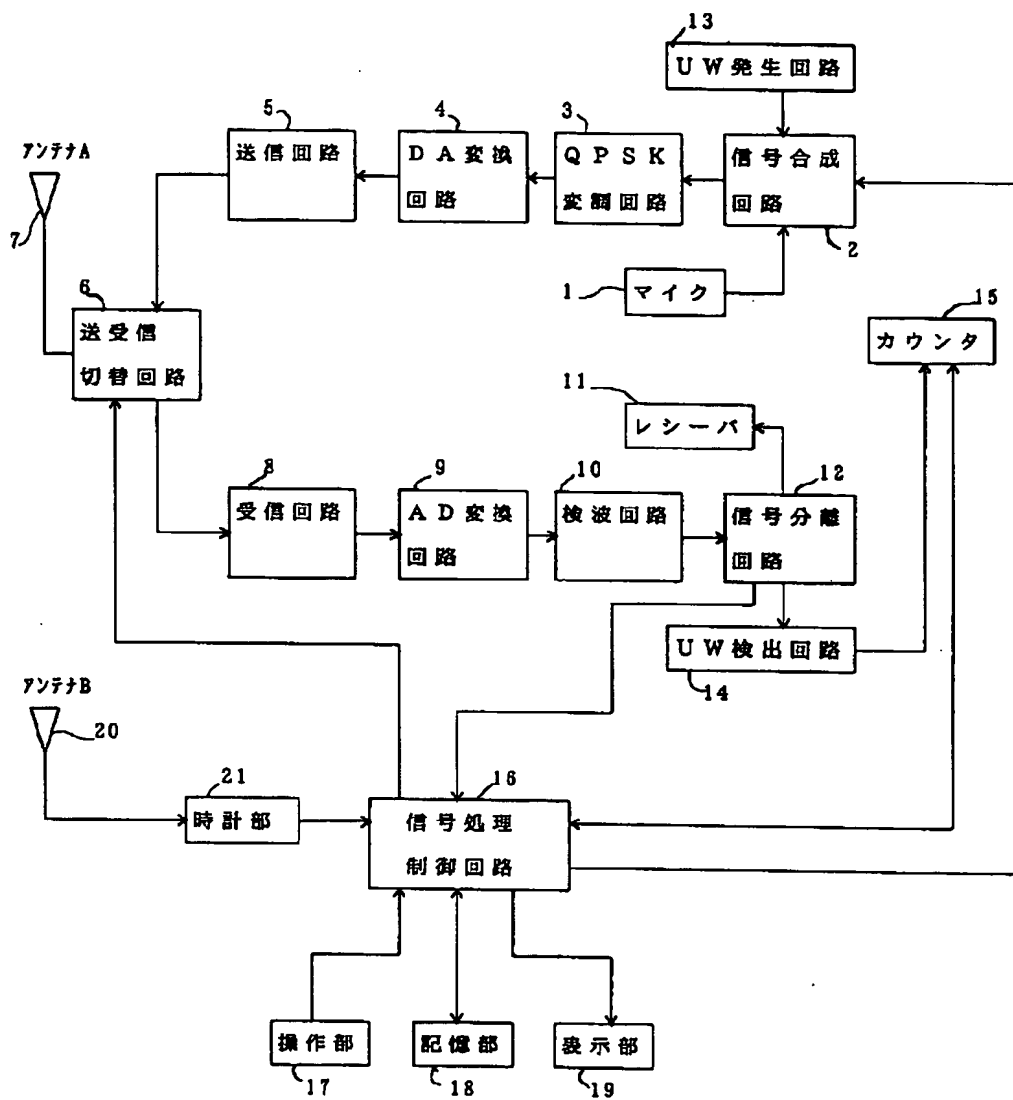 13
UW発生回路
5
送信回路
4
DA変換
回路
3
QPSK
変調回路
信号合成
回路
2
アンテナA
7
1
マイク
6
送受信
切替回路
15
カウンタ
11
レシーバ
8
受信回路
9
AD変換
回路
10
検波回路
12
信号分離
回路
UW検出回路
14
アンテナB
20
21
時計部
16
信号処理
制御回路
操作部
17
記憶部
18
表示部
19